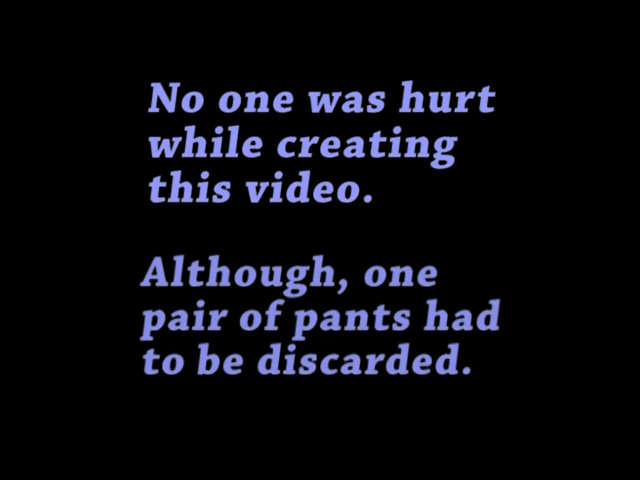 No one was hurt
while creating
this video.
Although, one
pair of pants had
to be discarded.